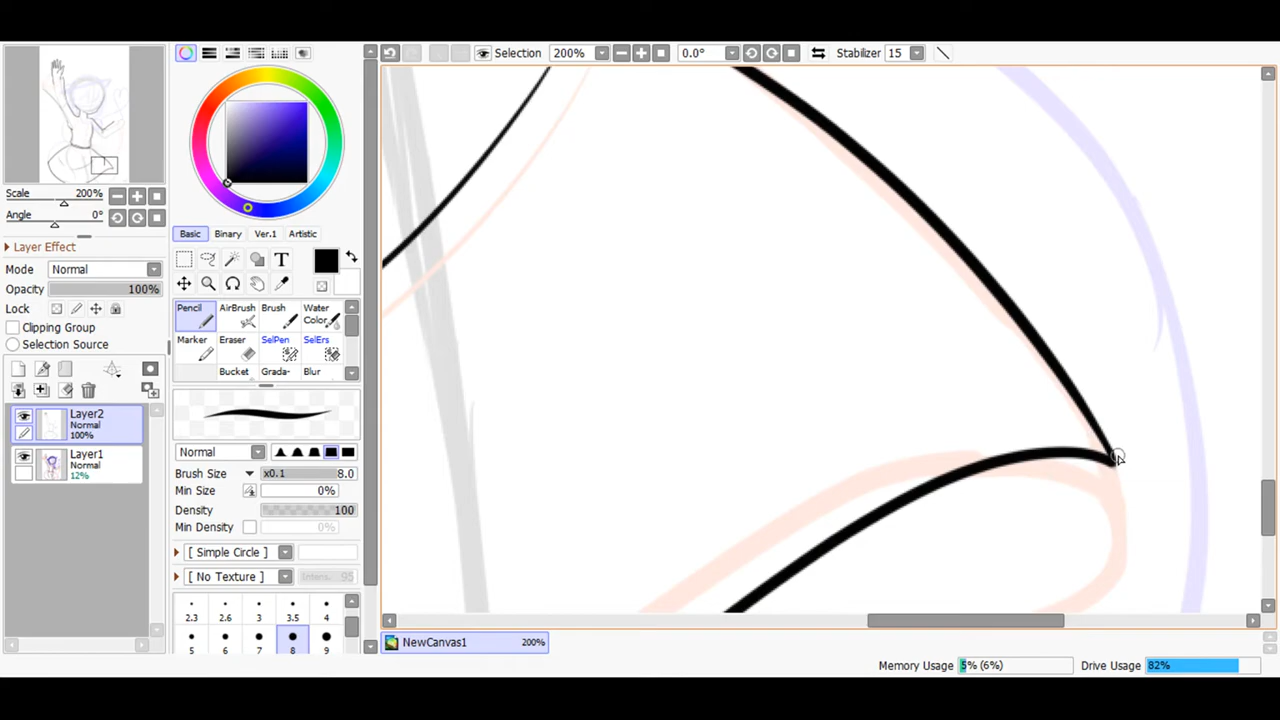 Selection
200%
0.0°
Stabilizer
15
Scale
200%
Angle
0°
Layer Effect
Mode
Normal
Opacity
100%
Lock
Clipping Group
Selection Source
Layer2
Normal
100%
Layer1
Normal
12%
Basic
Binary
Ver.1
Artistic
T
Pencil
AirBrush
Brush
Water
Color
Marker
Eraser
SelPen
SelErs
Bucket
Grada-
Blur
Normal
Brush Size
x0.1
8.0
Min Size
0%
Density
100
Min Density
0%
[ Simple Circle ]
[ No Texture ]
Intens.
95
2.3
2.6
3
3.5
4
5
6
7
8
9
NewCanvas1
200%
Memory Usage
5% (6%)
Drive Usage
82%